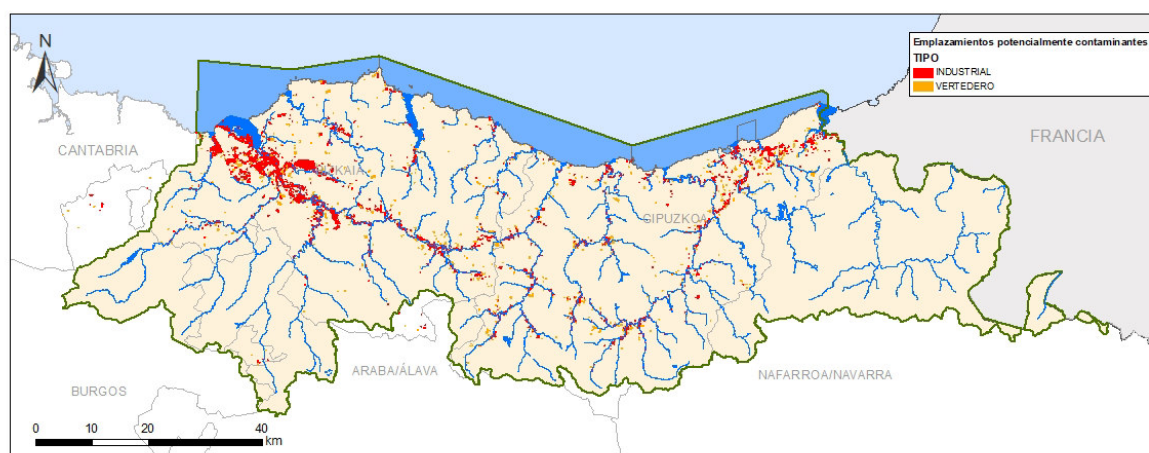 Emplazamientos potencialmente contaminantes
TIPO
INDUSTRIAL
VERTEDERO
N
FRANCIA
CANTABRIA
GIPUZKOA
ARABA/ÁLAVA
NAFARROA/NAVARRA
BURGOS
0 10 20 40
km